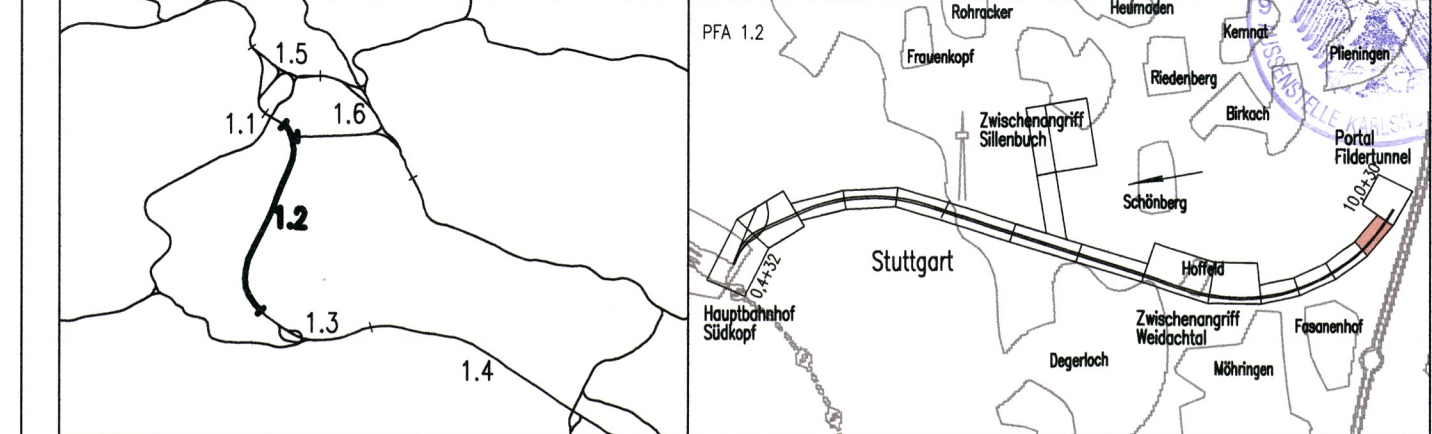 1.5
1.6
1.1
1.2
1.3
1.4
PFA 1.2
Rohracker
Heumaden
Kemnat
Plieningen
Frauenkopf
Riedenberg
Birkach
Zwischenangriff
Sillenbuch
Portal
Fildertunnel
10,0+30
Schönberg
Stuttgart
Hoffeld
0,4+32
Hauptbahnhof
Südkopf
Zwischenangriff
Weidachtal
Fasanenhof
Degerloch
Möhringen